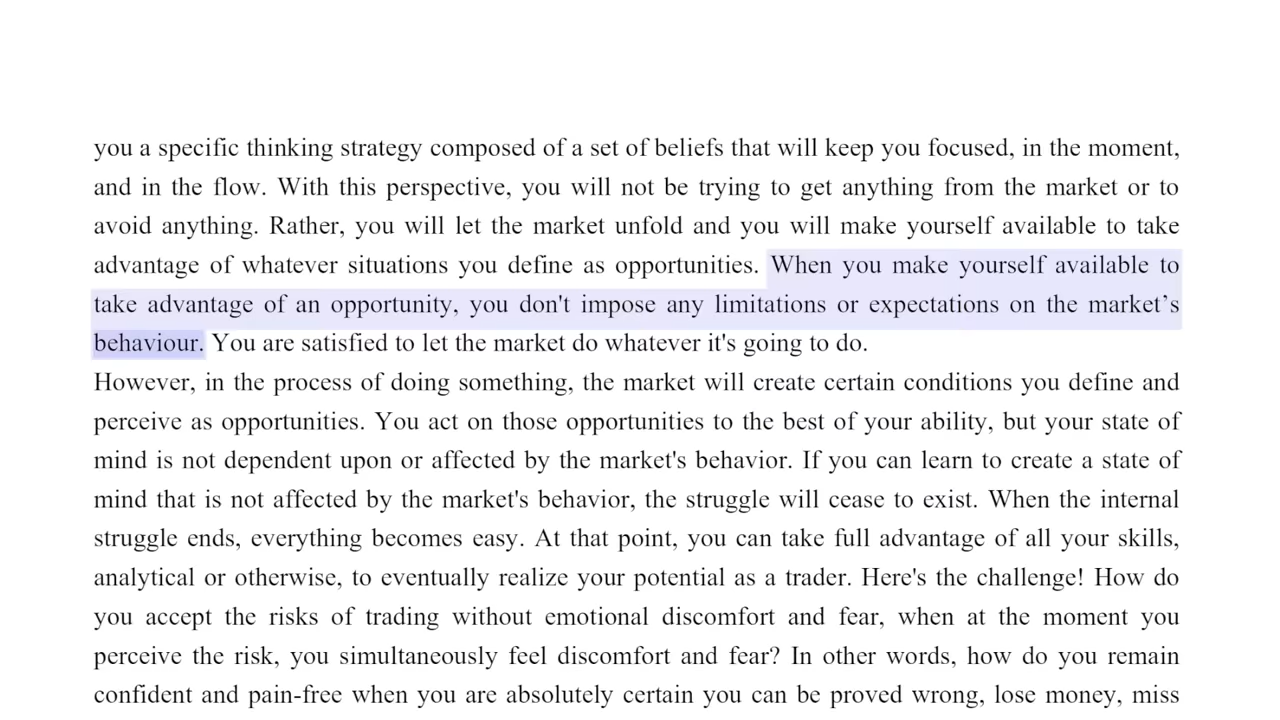 you a specific thinking strategy composed of a set of beliefs that will keep you focused, in the moment,
and in the flow. With this perspective, you will not be trying to get anything from the market or to
avoid anything. Rather, you will let the market unfold and you will make yourself available to take
advantage of whatever situations you define as opportunities. When you make yourself available to
take advantage of an opportunity, you don't impose any limitations or expectations on the market’s
behaviour. You are satisfied to let the market do whatever it's going to do.
However, in the process of doing something, the market will create certain conditions you define and
perceive as opportunities. You act on those opportunities to the best of your ability, but your state of
mind is not dependent upon or affected by the market's behavior. If you can learn to create a state of
mind that is not affected by the market's behavior, the struggle will cease to exist. When the internal
struggle ends, everything becomes easy. At that point, you can take full advantage of all your skills,
analytical or otherwise, to eventually realize your potential as a trader. Here's the challenge! How do
you accept the risks of trading without emotional discomfort and fear, when at the moment you
perceive the risk, you simultaneously feel discomfort and fear? In other words, how do you remain
confident and pain-free when you are absolutely certain you can be proved wrong, lose money, miss